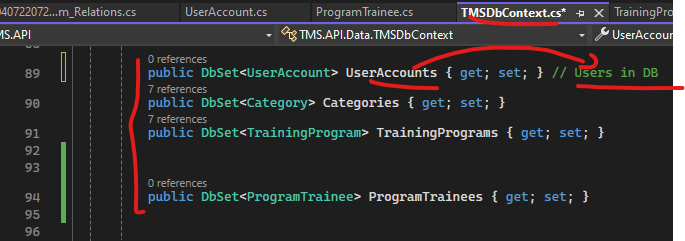 040722072...m_Relations.cs UserAccount.cs ProgramTrainee.cs TMSDbContext.cs* TrainingPro
MS.API TMS.API.Data.TMSDbContext UserAccour
0 references
89 public DbSet<UserAccount> UserAccounts { get; set; } // Users in DB
7 references
90 public DbSet<Category> Categories { get; set; }
7 references
91 public DbSet<TrainingProgram> TrainingPrograms { get; set; }
92
93
0 references
94 public DbSet<ProgramTrainee> ProgramTrainees { get; set; }
95